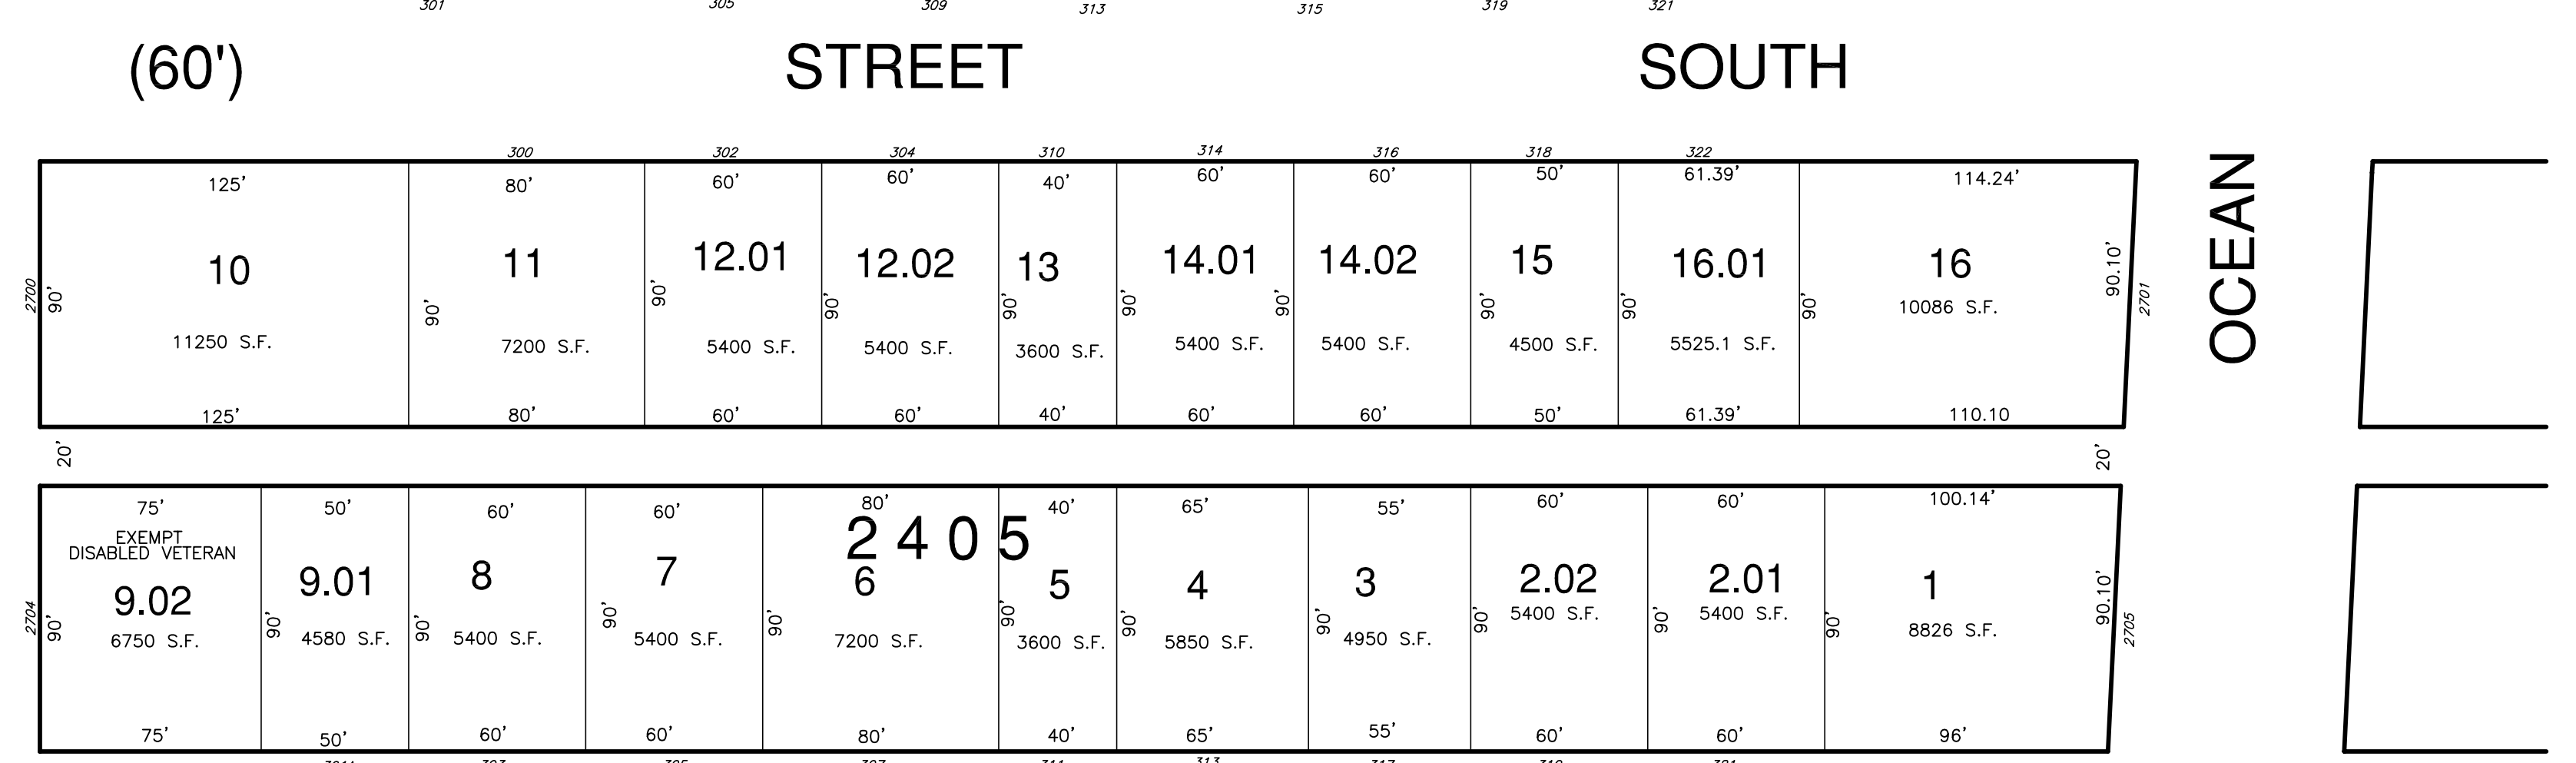 301 305 309 313 315 319 321
(60') STREET SOUTH
300 302 304 310 314 316 318 322
125' 80' 60' 60' 40' 60' 60' 50' 61.39' 114.24'
10 11 12.01 12.02 13 14.01 14.02 15 16.01 16
2700 90' 90' 90' 90' 90' 90' 90' 90' 90' 90' 90.10' 2701
11250 S.F. 7200 S.F. 5400 S.F. 5400 S.F. 3600 S.F. 5400 S.F. 5400 S.F. 4500 S.F. 5525.1 S.F. 10086 S.F.
125' 80' 60' 60' 40' 60' 60' 50' 61.39' 110.10
OCEAN
20' 20'
75' 50' 60' 60' 80' 40' 65' 55' 60' 60' 100.14'
EXEMPT
DISABLED VETERAN
2405
9.02 9.01 8 7 6 5 4 3 2.02 2.01 1
2704 90' 90' 90' 90' 90' 90' 90' 90' 90' 90' 90' 90.10' 2705
6750 S.F. 4580 S.F. 5400 S.F. 5400 S.F. 7200 S.F. 3600 S.F. 5850 S.F. 4950 S.F. 5400 S.F. 5400 S.F. 8826 S.F.
75' 50' 60' 60' 80' 40' 65' 55' 60' 60' 96'
313